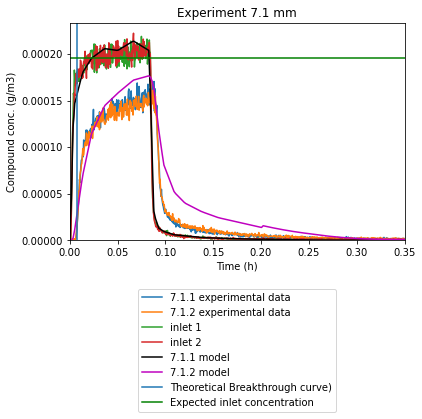 Experiment 7.1 mm
Compound conc. (g/m3)
0.00020
0.00015
0.00010
0.00005
0.00000
0.00 0.05 0.10 0.15 0.20 0.25 0.30 0.35
Time (h)
7.1.1 experimental data
7.1.2 experimental data
inlet 1
inlet 2
7.1.1 model
7.1.2 model
Theoretical Breakthrough curve)
Expected inlet concentration